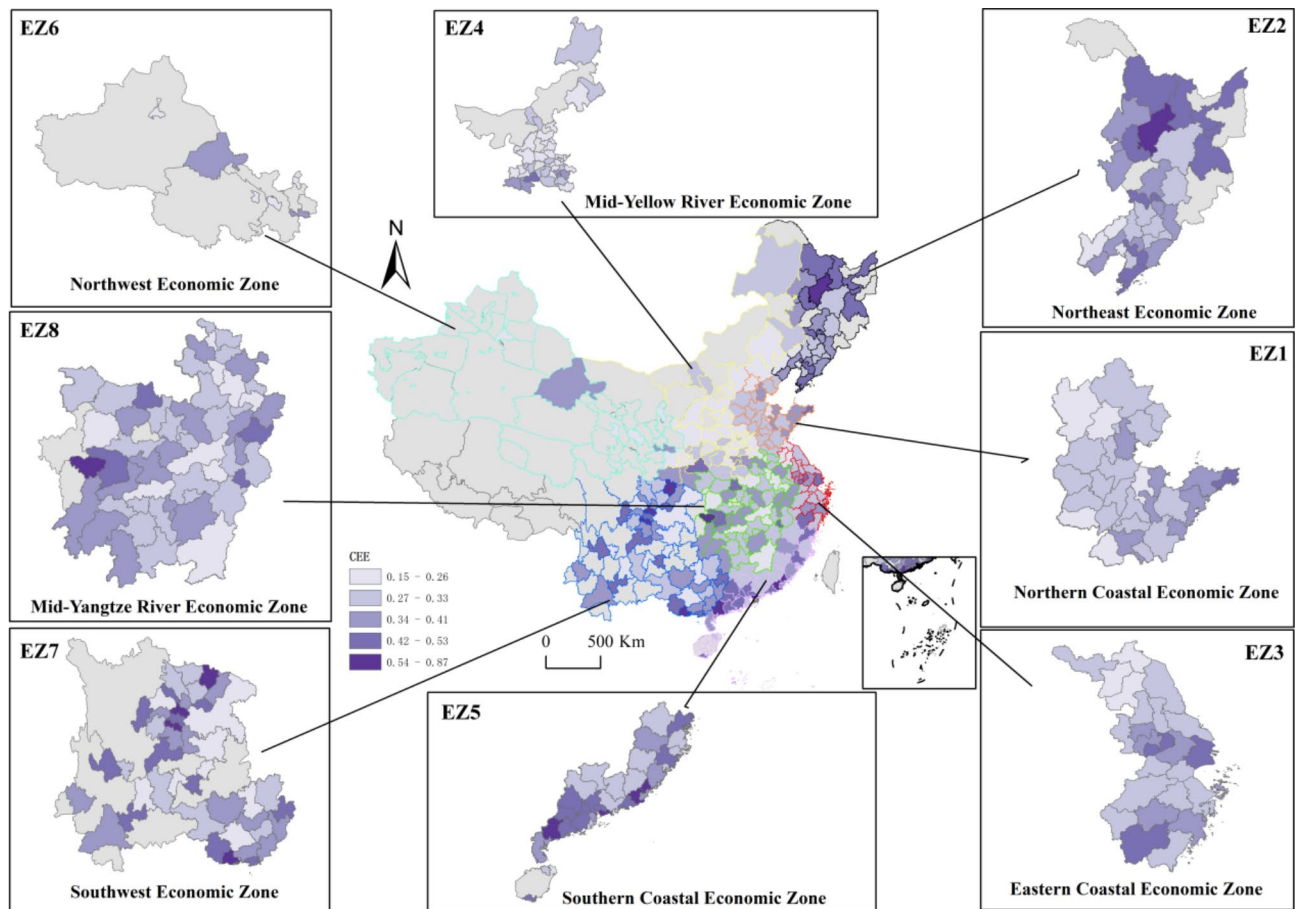 EZ6
Northwest Economic Zone
EZ4
Mid-Yellow River Economic Zone
EZ2
Northeast Economic Zone
N
EZ8
Mid-Yangtze River Economic Zone
EZ1
Northern Coastal Economic Zone
CEE
0.15 - 0.26
0.27 - 0.33
0.34 - 0.41
0.42 - 0.53
0.54 - 0.87
0 500 Km
EZ7
Southwest Economic Zone
EZ5
Southern Coastal Economic Zone
EZ3
Eastern Coastal Economic Zone